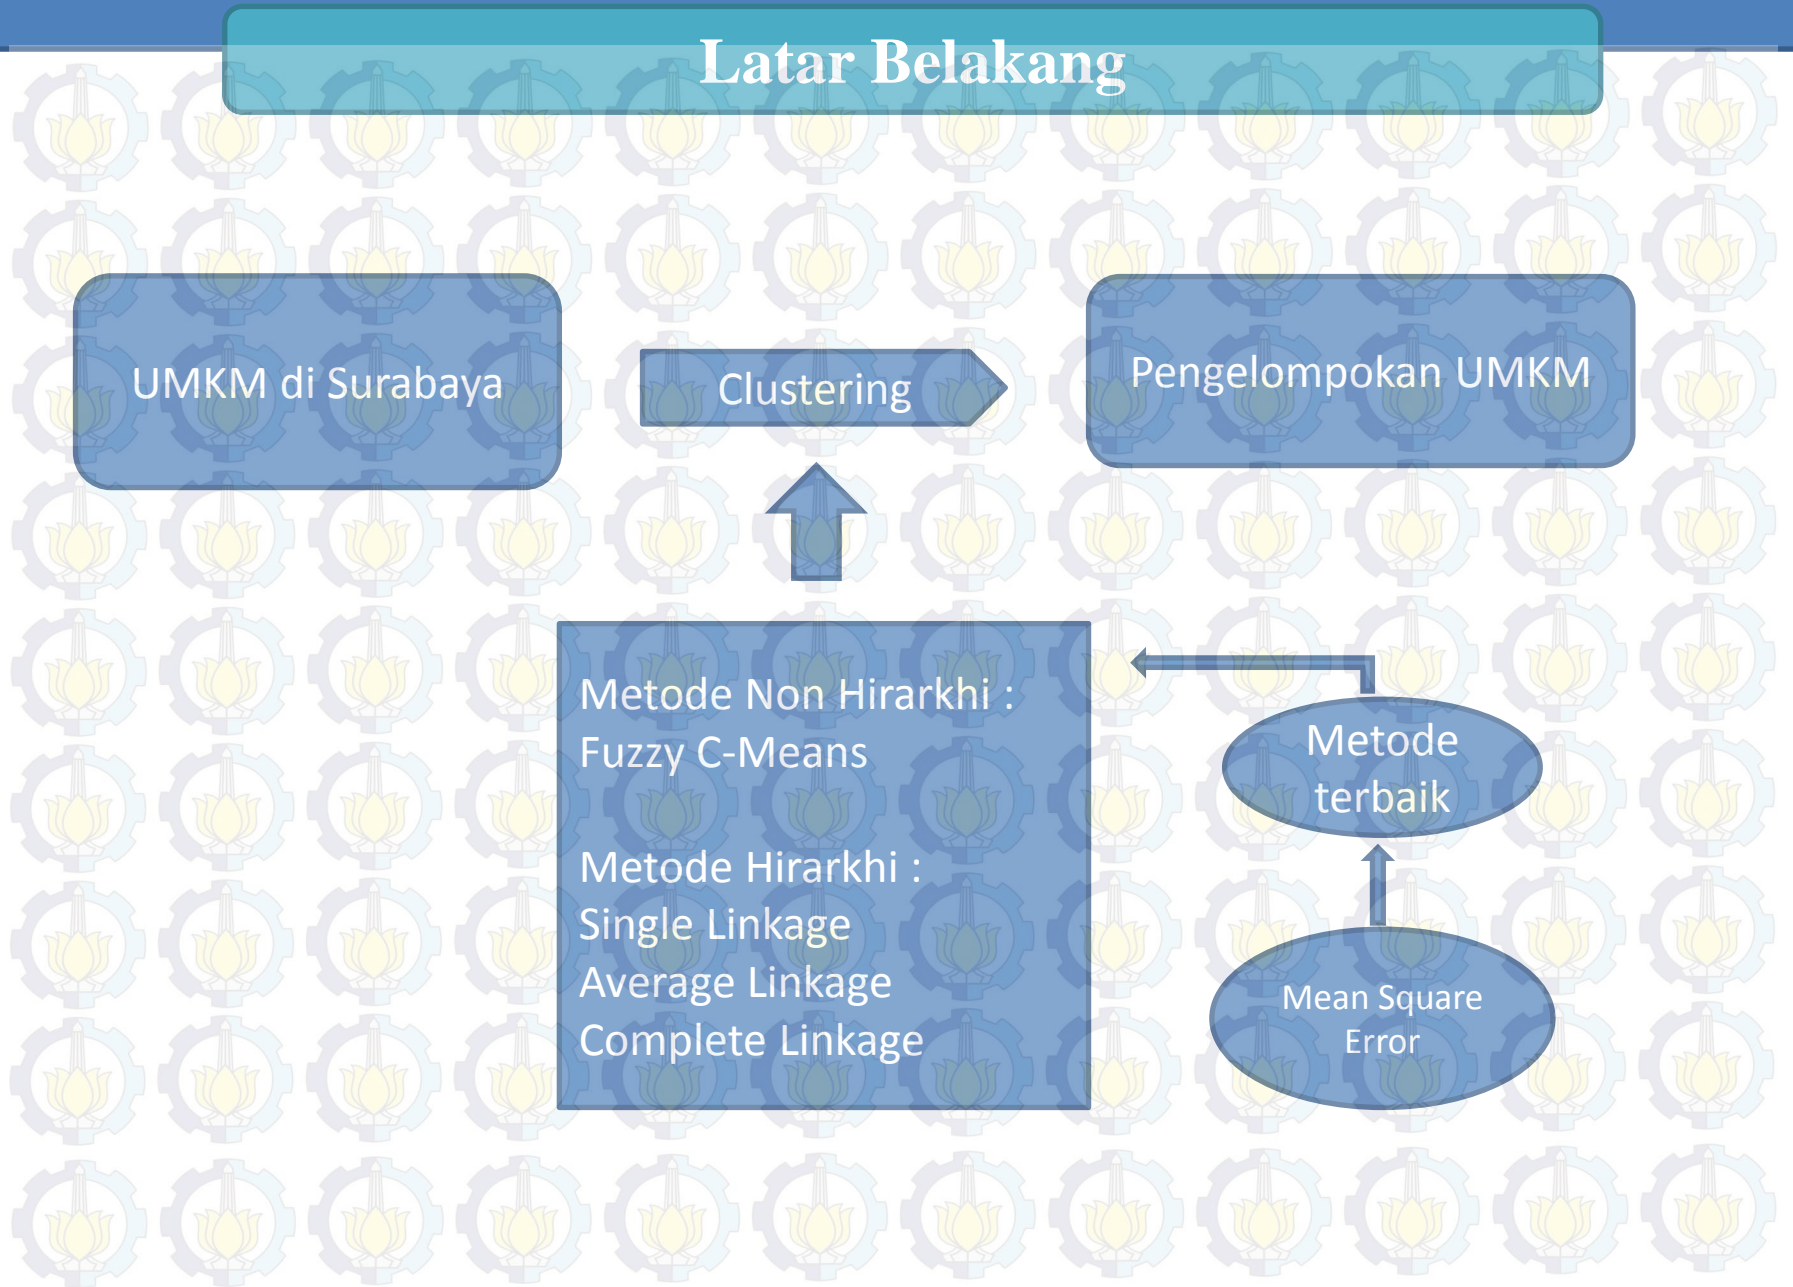 Latar Belakang
UMKM di Surabaya
Clustering
Pengelompokan UMKM
Metode Non Hirarkhi :
Fuzzy C-Means
Metode Hirarkhi :
Single Linkage
Average Linkage
Complete Linkage
Metode
terbaik
Mean Square
Error